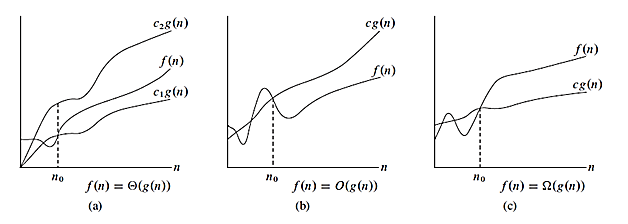 c₂g(n)
f(n)
c₁g(n)
n
n₀
f(n) = Θ(g(n))
(a)
cg(n)
f(n)
n
n₀
f(n) = O(g(n))
(b)
f(n)
cg(n)
n
n₀
f(n) = Ω(g(n))
(c)